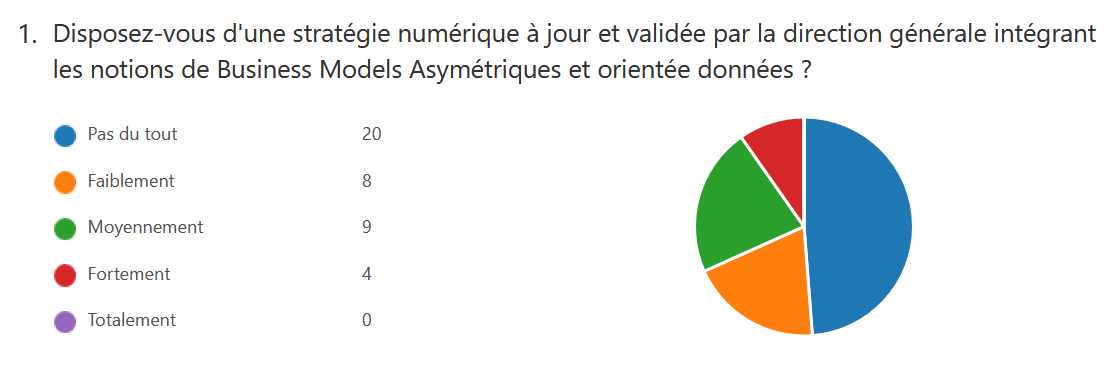 1. Disposez-vous d'une stratégie numérique à jour et validée par la direction générale intégrant
les notions de Business Models Asymétriques et orientée données ?
Pas du tout 20
Faiblement 8
Moyennement 9
Fortement 4
Totalement 0